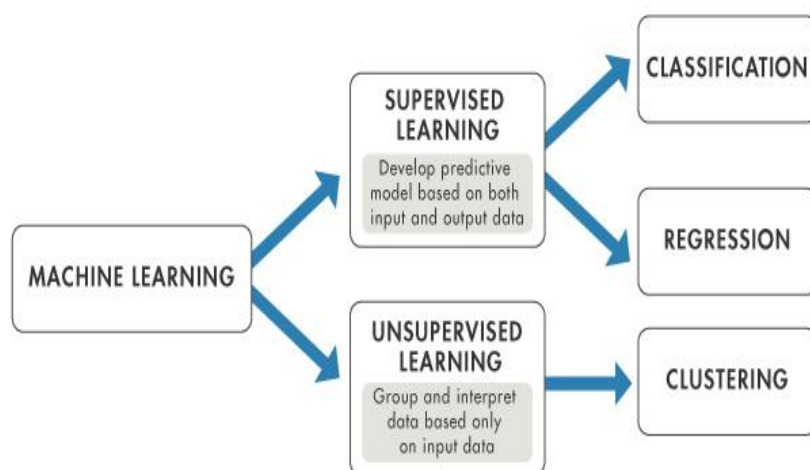 MACHINE LEARNING
SUPERVISED
LEARNING
Develop predictive
model based on both
input and output data
UNSUPERVISED
LEARNING
Group and interpret
data based only
on input data
CLASSIFICATION
REGRESSION
CLUSTERING